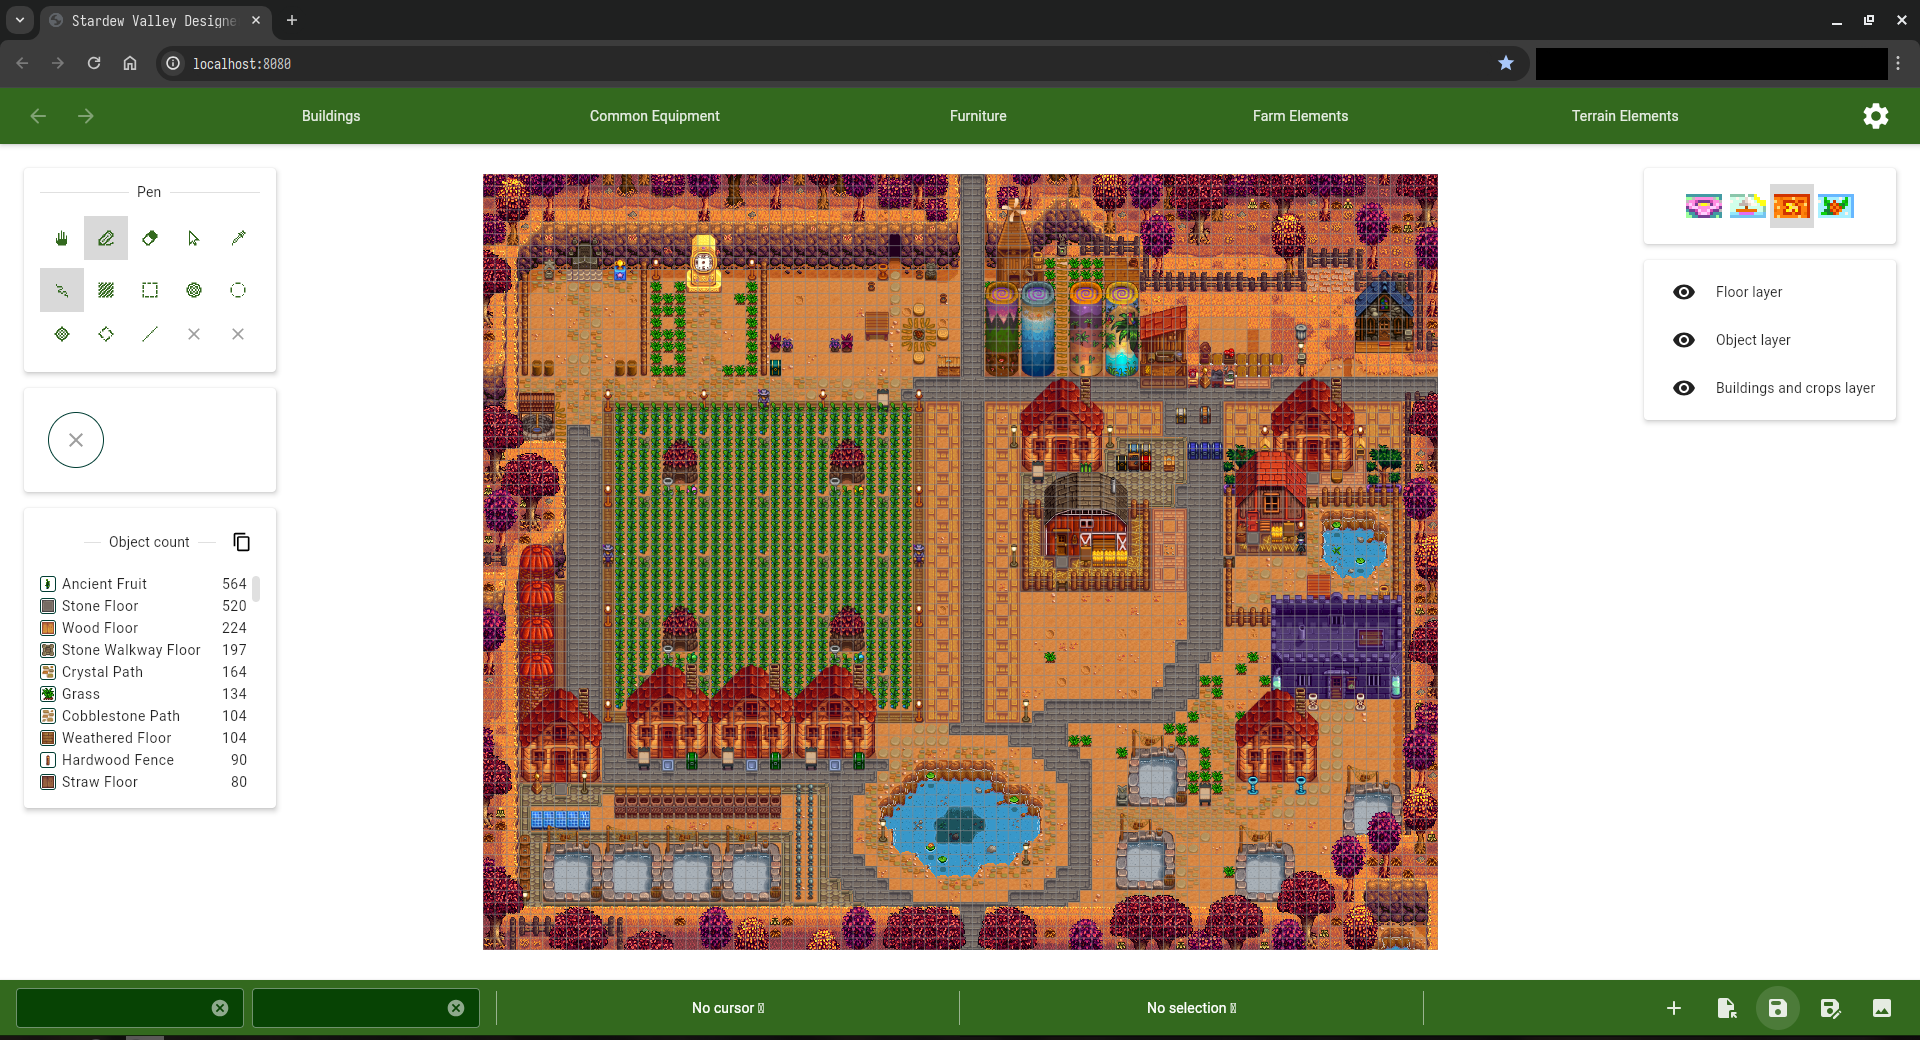 Stardew Valley Designe
localhost:8080
Buildings
Common Equipment
Furniture
Farm Elements
Terrain Elements
Pen
Object count
Ancient Fruit 564
Stone Floor 520
Wood Floor 224
Stone Walkway Floor 197
Crystal Path 164
Grass 134
Cobblestone Path 104
Weathered Floor 104
Hardwood Fence 90
Straw Floor 80
Floor layer
Object layer
Buildings and crops layer
No cursor
No selection